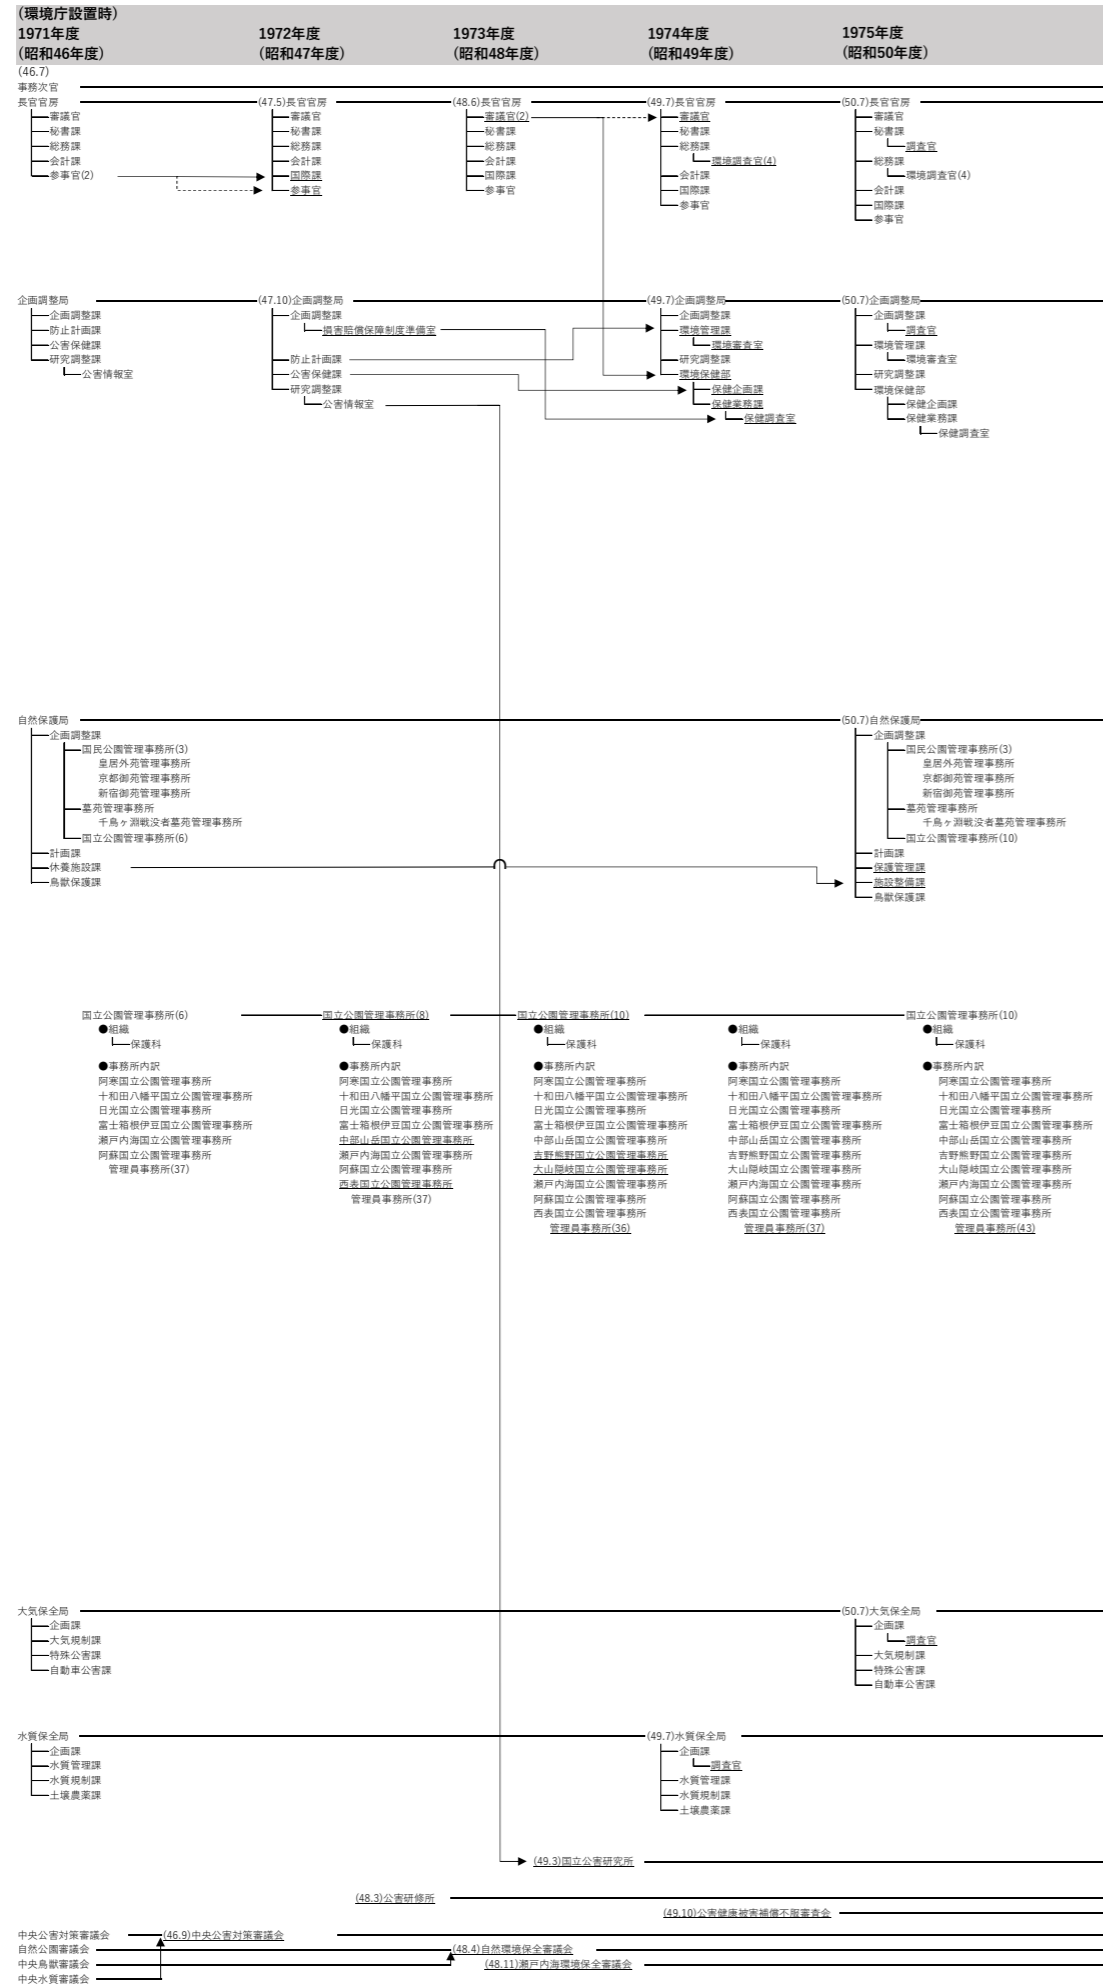 (環境庁設置時)
1971年度 1972年度 1973年度 1974年度 1975年度
(昭和46年度) (昭和47年度) (昭和48年度) (昭和49年度) (昭和50年度)
(46.7)
事務次官
長官官房 (47.5)長官官房 (48.6)長官官房 (49.7)長官官房 (50.7)長官官房
審議官 審議官 審議官(2) 審議官 審議官
秘書課 秘書課 秘書課 秘書課 秘書課
総務課 総務課 総務課 総務課 調査官
会計課 会計課 会計課 環境調査官(4) 総務課
参事官(2) 国際課 国際課 会計課 環境調査官(4)
参事官 参事官 国際課 会計課
参事官 国際課
参事官
企画調整局 (47.10)企画調整局 (49.7)企画調整局 (50.7)企画調整局
企画調整課 企画調整課 企画調整課 企画調整課
防止計画課 損害賠償保障制度準備室 環境管理課 調査官
公害保健課 環境審査室 環境管理課
研究調整課 防止計画課 研究調整課 環境審査室
公害情報室 公害保健課 環境保健部 研究調整課
研究調整課 保健企画課 環境保健部
公害情報室 保健業務課 保健企画課
保健調査室 保健業務課
保健調査室
自然保護局 (50.7)自然保護局
企画調整課 企画調整課
国民公園管理事務所(3) 国民公園管理事務所(3)
皇居外苑管理事務所 皇居外苑管理事務所
京都御苑管理事務所 京都御苑管理事務所
新宿御苑管理事務所 新宿御苑管理事務所
墓苑管理事務所 墓苑管理事務所
千鳥ヶ淵戦没者墓苑管理事務所 千鳥ヶ淵戦没者墓苑管理事務所
国立公園管理事務所(6) 国立公園管理事務所(10)
計画課 計画課
休養施設課 保護管理課
鳥獣保護課 施設整備課
鳥獣保護課
国立公園管理事務所(6) 国立公園管理事務所(8) 国立公園管理事務所(10) 国立公園管理事務所(10)
●組織 ●組織 ●組織 ●組織 ●組織
保護科 保護科 保護科 保護科 保護科
●事務所内訳 ●事務所内訳 ●事務所内訳 ●事務所内訳 ●事務所内訳
阿寒国立公園管理事務所 阿寒国立公園管理事務所 阿寒国立公園管理事務所 阿寒国立公園管理事務所 阿寒国立公園管理事務所
十和田八幡平国立公園管理事務所 十和田八幡平国立公園管理事務所 十和田八幡平国立公園管理事務所 十和田八幡平国立公園管理事務所 十和田八幡平国立公園管理事務所
日光国立公園管理事務所 日光国立公園管理事務所 日光国立公園管理事務所 日光国立公園管理事務所 日光国立公園管理事務所
富士箱根伊豆国立公園管理事務所 富士箱根伊豆国立公園管理事務所 富士箱根伊豆国立公園管理事務所 富士箱根伊豆国立公園管理事務所 富士箱根伊豆国立公園管理事務所
瀬戸内海国立公園管理事務所 中部山岳国立公園管理事務所 中部山岳国立公園管理事務所 中部山岳国立公園管理事務所 中部山岳国立公園管理事務所
阿蘇国立公園管理事務所 瀬戸内海国立公園管理事務所 吉野熊野国立公園管理事務所 吉野熊野国立公園管理事務所 吉野熊野国立公園管理事務所
管理員事務所(37) 阿蘇国立公園管理事務所 大山隠岐国立公園管理事務所 大山隠岐国立公園管理事務所 大山隠岐国立公園管理事務所
西表国立公園管理事務所 瀬戸内海国立公園管理事務所 瀬戸内海国立公園管理事務所 瀬戸内海国立公園管理事務所
管理員事務所(37) 阿蘇国立公園管理事務所 阿蘇国立公園管理事務所 阿蘇国立公園管理事務所
西表国立公園管理事務所 西表国立公園管理事務所 西表国立公園管理事務所
管理員事務所(36) 管理員事務所(37) 管理員事務所(43)
大気保全局 (50.7)大気保全局
企画課 企画課
大気規制課 調査官
特殊公害課 大気規制課
自動車公害課 特殊公害課
自動車公害課
水質保全局 (49.7)水質保全局
企画課 企画課
水質管理課 調査官
水質規制課 水質管理課
土壌農薬課 水質規制課
土壌農薬課
(49.3)国立公害研究所
(48.3)公害研修所
(49.10)公害健康被害補償不服審査会
中央公害対策審議会 (46.9)中央公害対策審議会
自然公園審議会 (48.4)自然環境保全審議会
中央鳥獣審議会 (48.11)瀬戸内海環境保全審議会
中央水質審議会